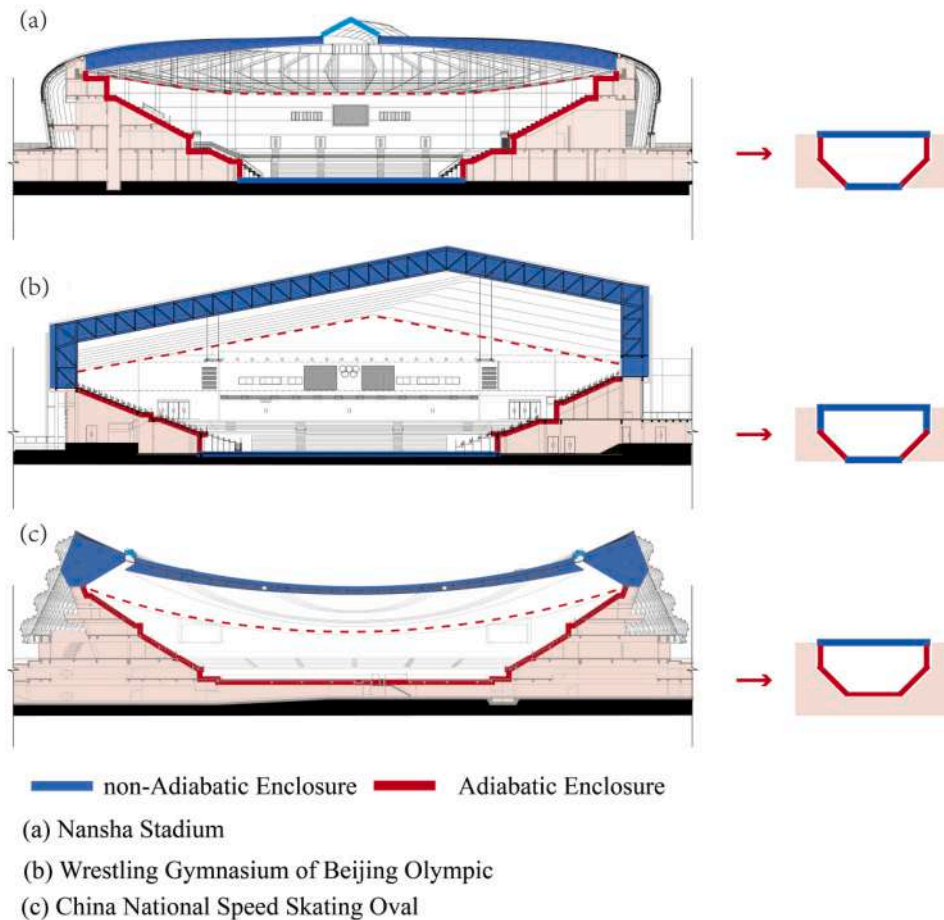 (a)
(b)
(c)
non-Adiabatic Enclosure Adiabatic Enclosure
(a) Nansha Stadium
(b) Wrestling Gymnasium of Beijing Olympic
(c) China National Speed Skating Oval